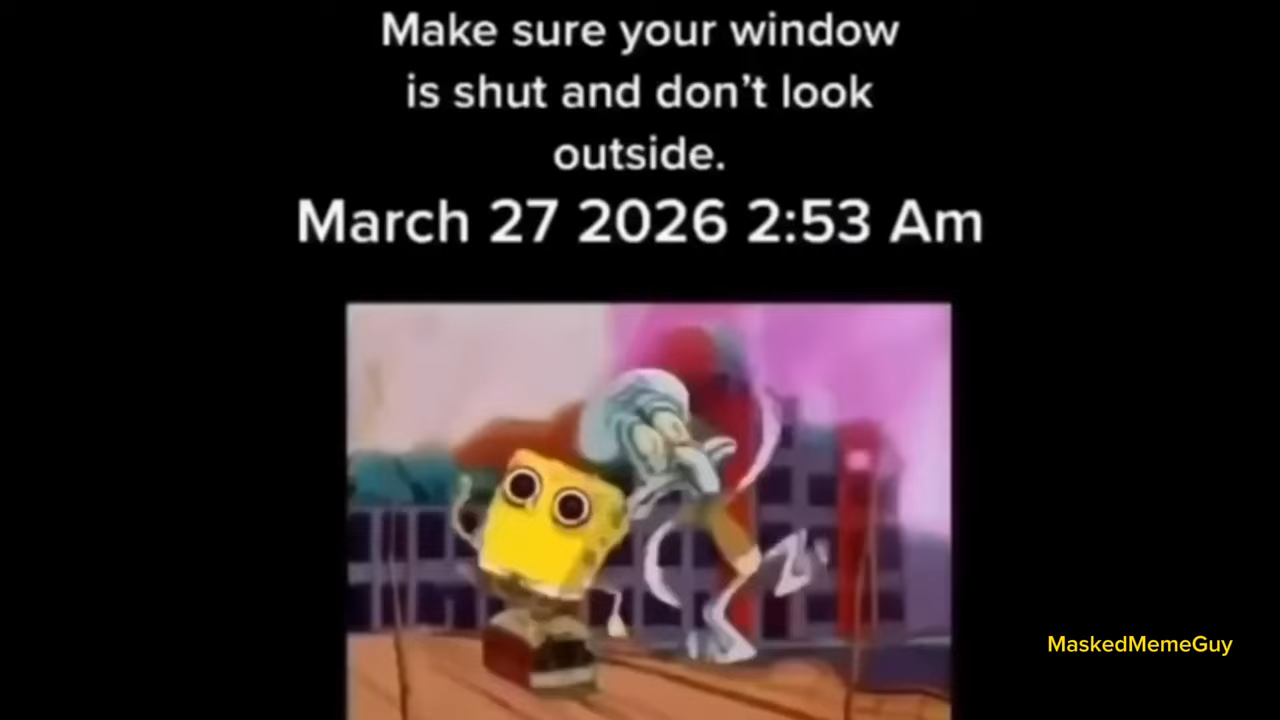 Make sure your window
is shut and don’t look
outside.
March 27 2026 2:53 Am
MaskedMemeGuy